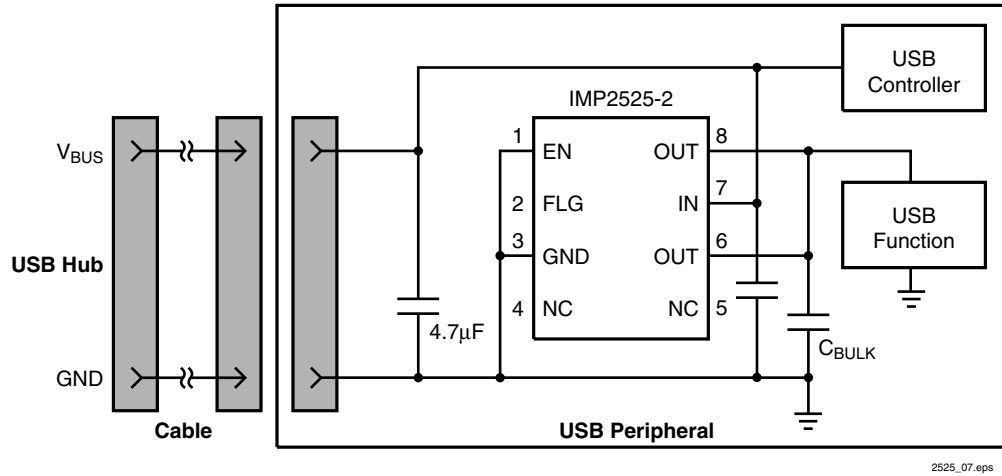 USB
Controller
IMP2525-2
1
EN
OUT
8
V_BUS
2
FLG
IN
7
USB
Function
USB Hub
3
GND
OUT
6
4
NC
NC
5
4.7µF
C_BULK
GND
Cable
USB Peripheral
2525_07.eps